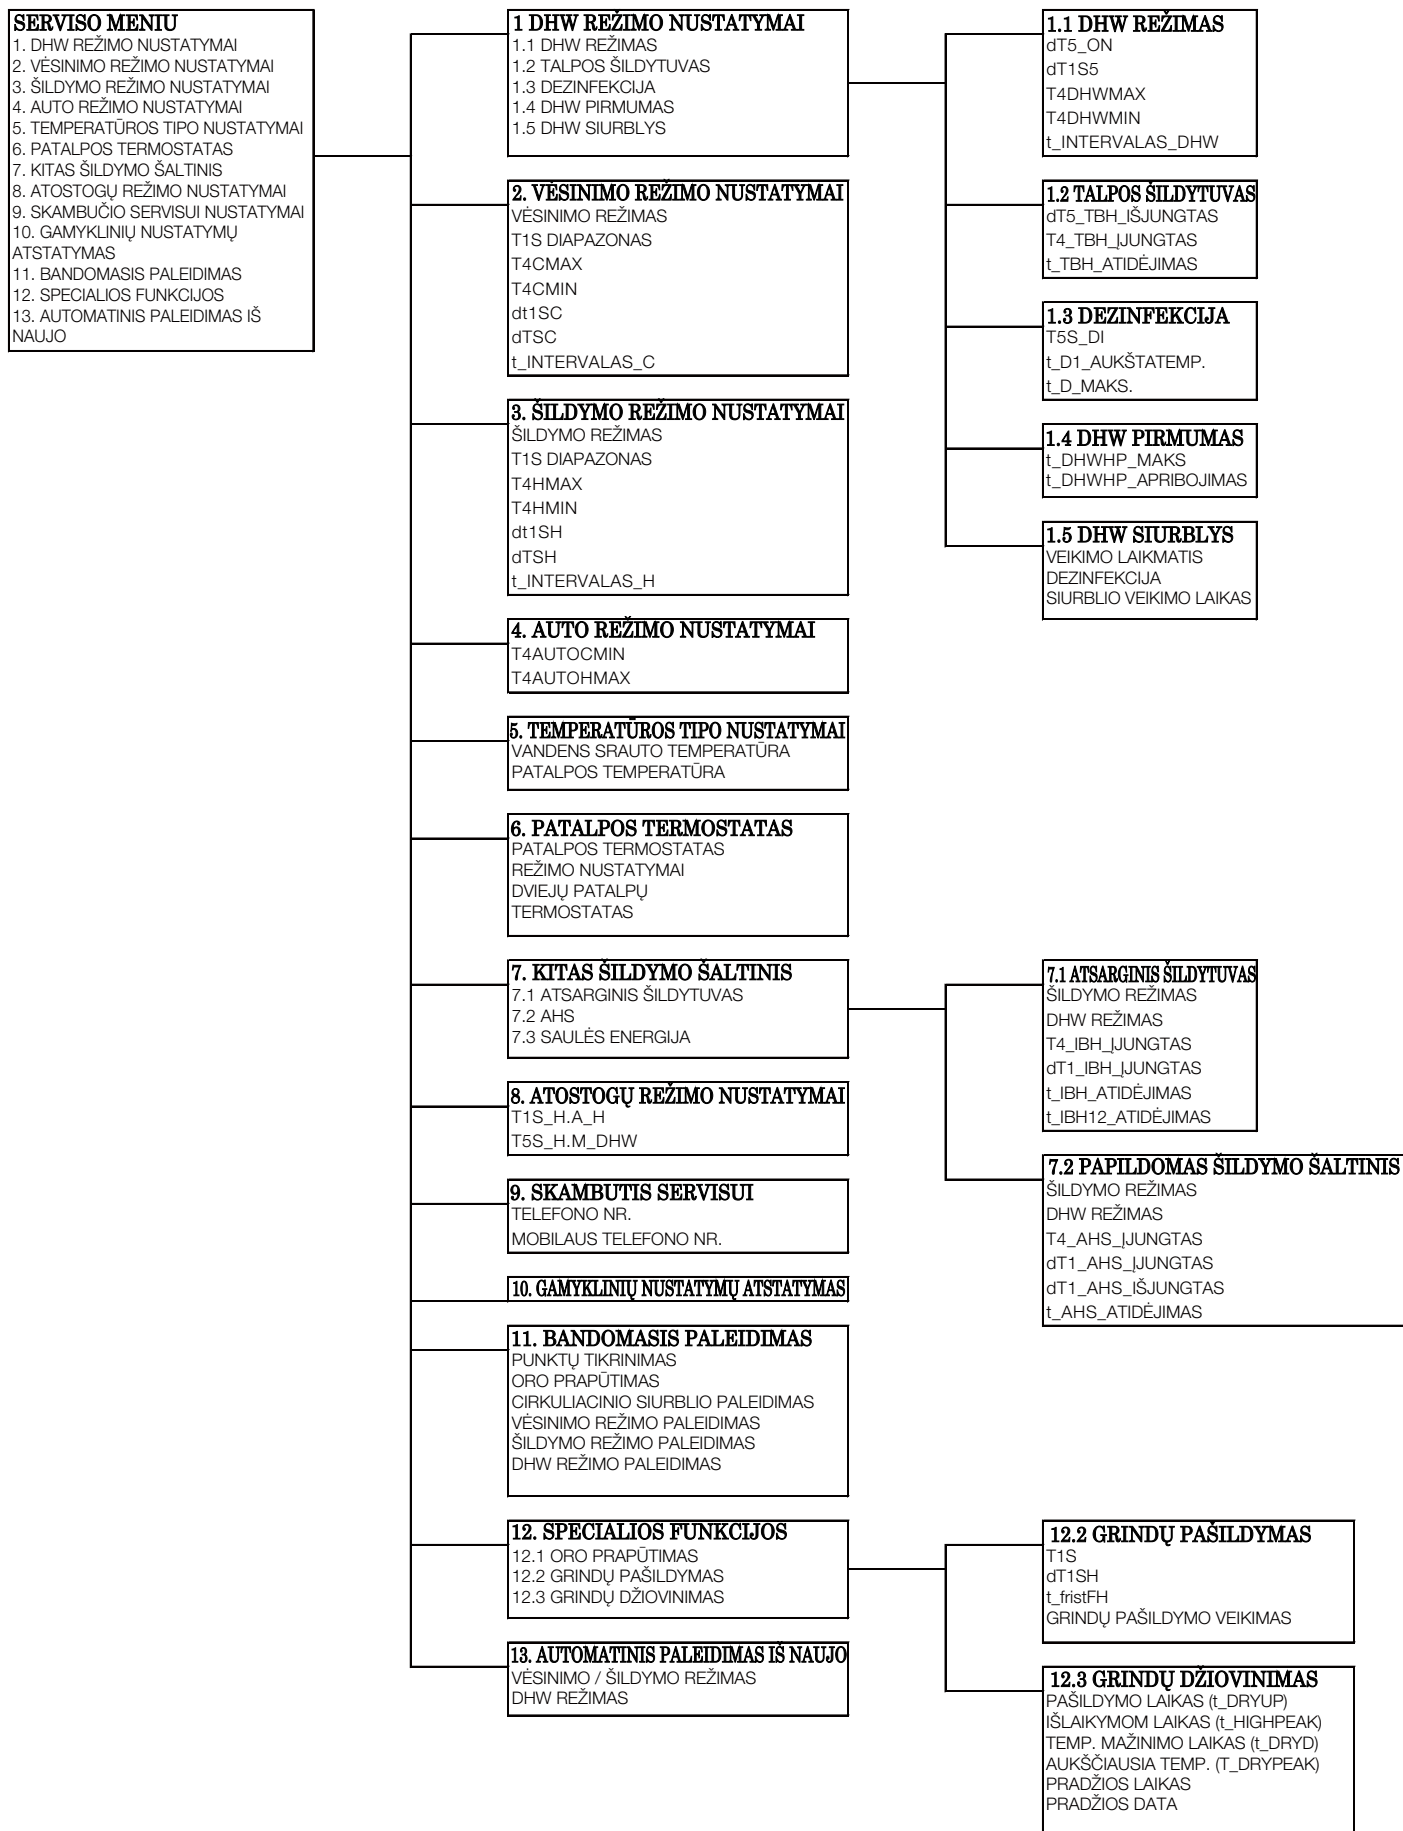 SERVISO MENIU
1. DHW REŽIMO NUSTATYMAI
2. VĖSINIMO REŽIMO NUSTATYMAI
3. ŠILDYMO REŽIMO NUSTATYMAI
4. AUTO REŽIMO NUSTATYMAI
5. TEMPERATŪROS TIPO NUSTATYMAI
6. PATALPOS TERMOSTATAS
7. KITAS ŠILDYMO ŠALTINIS
8. ATOSTOGŲ REŽIMO NUSTATYMAI
9. SKAMBUČIO SERVISUI NUSTATYMAI
10. GAMYKLINIŲ NUSTATYMŲ
ATSTATYMAS
11. BANDOMASIS PALEIDIMAS
12. SPECIALIOS FUNKCIJOS
13. AUTOMATINIS PALEIDIMAS IŠ
NAUJO
1 DHW REŽIMO NUSTATYMAI
1.1 DHW REŽIMAS
1.2 TALPOS ŠILDYTUVAS
1.3 DEZINFEKCIJA
1.4 DHW PIRMUMAS
1.5 DHW SIURBLYS
2. VĖSINIMO REŽIMO NUSTATYMAI
VĖSINIMO REŽIMAS
T1S DIAPAZONAS
T4CMAX
T4CMIN
dt1SC
dTSC
t_INTERVALAS_C
3. ŠILDYMO REŽIMO NUSTATYMAI
ŠILDYMO REŽIMAS
T1S DIAPAZONAS
T4HMAX
T4HMIN
dt1SH
dTSH
t_INTERVALAS_H
4. AUTO REŽIMO NUSTATYMAI
T4AUTOCMIN
T4AUTOHMAX
5. TEMPERATŪROS TIPO NUSTATYMAI
VANDENS SRAUTO TEMPERATŪRA
PATALPOS TEMPERATŪRA
6. PATALPOS TERMOSTATAS
PATALPOS TERMOSTATAS
REŽIMO NUSTATYMAI
DVIEJŲ PATALPŲ
TERMOSTATAS
7. KITAS ŠILDYMO ŠALTINIS
7.1 ATSARGINIS ŠILDYTUVAS
7.2 AHS
7.3 SAULĖS ENERGIJA
8. ATOSTOGŲ REŽIMO NUSTATYMAI
T1S_H.A_H
T5S_H.M_DHW
9. SKAMBUTIS SERVISUI
TELEFONO NR.
MOBILAUS TELEFONO NR.
10. GAMYKLINIŲ NUSTATYMŲ ATSTATYMAS
11. BANDOMASIS PALEIDIMAS
PUNKTŲ TIKRINIMAS
ORO PRAPŪTIMAS
CIRKULIACINIO SIURBLIO PALEIDIMAS
VĖSINIMO REŽIMO PALEIDIMAS
ŠILDYMO REŽIMO PALEIDIMAS
DHW REŽIMO PALEIDIMAS
12. SPECIALIOS FUNKCIJOS
12.1 ORO PRAPŪTIMAS
12.2 GRINDŲ PAŠILDYMAS
12.3 GRINDŲ DŽIOVINIMAS
13. AUTOMATINIS PALEIDIMAS IŠ NAUJO
VĖSINIMO / ŠILDYMO REŽIMAS
DHW REŽIMAS
1.1 DHW REŽIMAS
dT5_ON
dT1S5
T4DHWMAX
T4DHWMIN
t_INTERVALAS_DHW
1.2 TALPOS ŠILDYTUVAS
dT5_TBH_IŠJUNGTAS
T4_TBH_ĮJUNGTAS
t_TBH_ATIDĖJIMAS
1.3 DEZINFEKCIJA
T5S_DI
t_D1_AUKŠTATEMP.
t_D_MAKS.
1.4 DHW PIRMUMAS
t_DHWHP_MAKS
t_DHWHP_APRIBOJIMAS
1.5 DHW SIURBLYS
VEIKIMO LAIKMATIS
DEZINFEKCIJA
SIURBLIO VEIKIMO LAIKAS
7.1 ATSARGINIS ŠILDYTUVAS
ŠILDYMO REŽIMAS
DHW REŽIMAS
T4_IBH_ĮJUNGTAS
dT1_IBH_ĮJUNGTAS
t_IBH_ATIDĖJIMAS
t_IBH12_ATIDĖJIMAS
7.2 PAPILDOMAS ŠILDYMO ŠALTINIS
ŠILDYMO REŽIMAS
DHW REŽIMAS
T4_AHS_ĮJUNGTAS
dT1_AHS_ĮJUNGTAS
dT1_AHS_IŠJUNGTAS
t_AHS_ATIDĖJIMAS
12.2 GRINDŲ PAŠILDYMAS
T1S
dT1SH
t_fristFH
GRINDŲ PAŠILDYMO VEIKIMAS
12.3 GRINDŲ DŽIOVINIMAS
PAŠILDYMO LAIKAS (t_DRYUP)
IŠLAIKYMOM LAIKAS (t_HIGHPEAK)
TEMP. MAŽINIMO LAIKAS (t_DRYD)
AUKŠČIAUSIA TEMP. (T_DRYPEAK)
PRADŽIOS LAIKAS
PRADŽIOS DATA